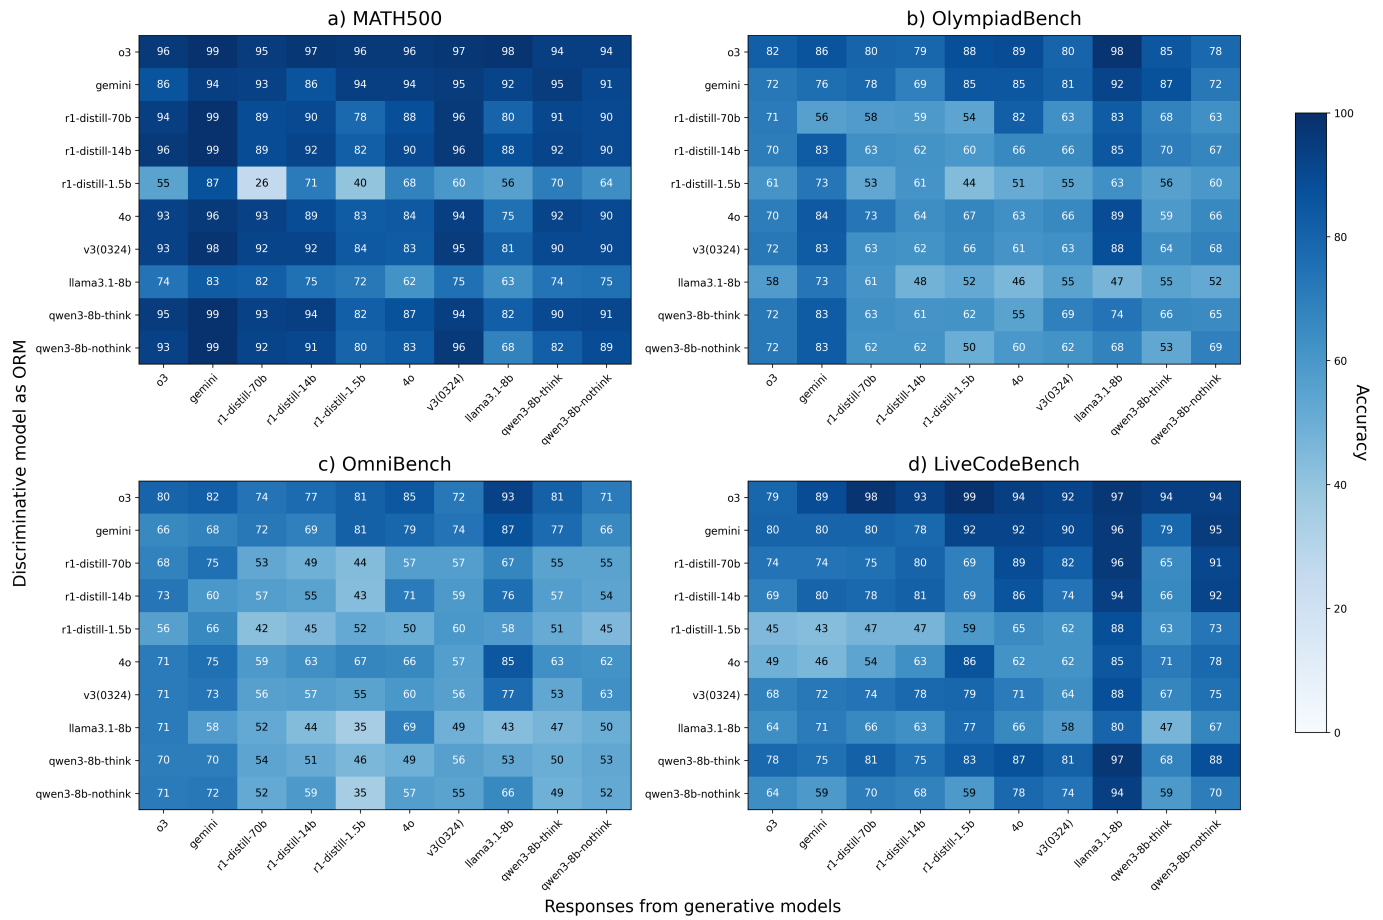 a) MATH500
o3 96 99 95 97 96 96 97 98 94 94
gemini 86 94 93 86 94 94 95 92 95 91
r1-distill-70b 94 99 89 90 78 88 96 80 91 90
r1-distill-14b 96 99 89 92 82 90 96 88 92 90
r1-distill-1.5b 55 87 26 71 40 68 60 56 70 64
4o 93 96 93 89 83 84 94 75 92 90
v3(0324) 93 98 92 92 84 83 95 81 90 90
llama3.1-8b 74 83 82 75 72 62 75 63 74 75
qwen3-8b-think 95 99 93 94 82 87 94 82 90 91
qwen3-8b-nothink 93 99 92 91 80 83 96 68 82 89
o3 gemini r1-distill-70b r1-distill-14b r1-distill-1.5b 4o v3(0324) llama3.1-8b qwen3-8b-think qwen3-8b-nothink
b) OlympiadBench
o3 82 86 80 79 88 89 80 98 85 78
gemini 72 76 78 69 85 85 81 92 87 72
r1-distill-70b 71 56 58 59 54 82 63 83 68 63
r1-distill-14b 70 83 63 62 60 66 66 85 70 67
r1-distill-1.5b 61 73 53 61 44 51 55 63 56 60
4o 70 84 73 64 67 63 66 89 59 66
v3(0324) 72 83 63 62 66 61 63 88 64 68
llama3.1-8b 58 73 61 48 52 46 55 47 55 52
qwen3-8b-think 72 83 63 61 62 55 69 74 66 65
qwen3-8b-nothink 72 83 62 62 50 60 62 68 53 69
o3 gemini r1-distill-70b r1-distill-14b r1-distill-1.5b 4o v3(0324) llama3.1-8b qwen3-8b-think qwen3-8b-nothink
c) OmniBench
o3 80 82 74 77 81 85 72 93 81 71
gemini 66 68 72 69 81 79 74 87 77 66
r1-distill-70b 68 75 53 49 44 57 57 67 55 55
r1-distill-14b 73 60 57 55 43 71 59 76 57 54
r1-distill-1.5b 56 66 42 45 52 50 60 58 51 45
4o 71 75 59 63 67 66 57 85 63 62
v3(0324) 71 73 56 57 55 60 56 77 53 63
llama3.1-8b 71 58 52 44 35 69 49 43 47 50
qwen3-8b-think 70 70 54 51 46 49 56 53 50 53
qwen3-8b-nothink 71 72 52 59 35 57 55 66 49 52
o3 gemini r1-distill-70b r1-distill-14b r1-distill-1.5b 4o v3(0324) llama3.1-8b qwen3-8b-think qwen3-8b-nothink
d) LiveCodeBench
o3 79 89 98 93 99 94 92 97 94 94
gemini 80 80 80 78 92 92 90 96 79 95
r1-distill-70b 74 74 75 80 69 89 82 96 65 91
r1-distill-14b 69 80 78 81 69 86 74 94 66 92
r1-distill-1.5b 45 43 47 47 59 65 62 88 63 73
4o 49 46 54 63 86 62 62 85 71 78
v3(0324) 68 72 74 78 79 71 64 88 67 75
llama3.1-8b 64 71 66 63 77 66 58 80 47 67
qwen3-8b-think 78 75 81 75 83 87 81 97 68 88
qwen3-8b-nothink 64 59 70 68 59 78 74 94 59 70
o3 gemini r1-distill-70b r1-distill-14b r1-distill-1.5b 4o v3(0324) llama3.1-8b qwen3-8b-think qwen3-8b-nothink
Discriminative model as ORM
Responses from generative models
100
80
60
40
20
0
Accuracy